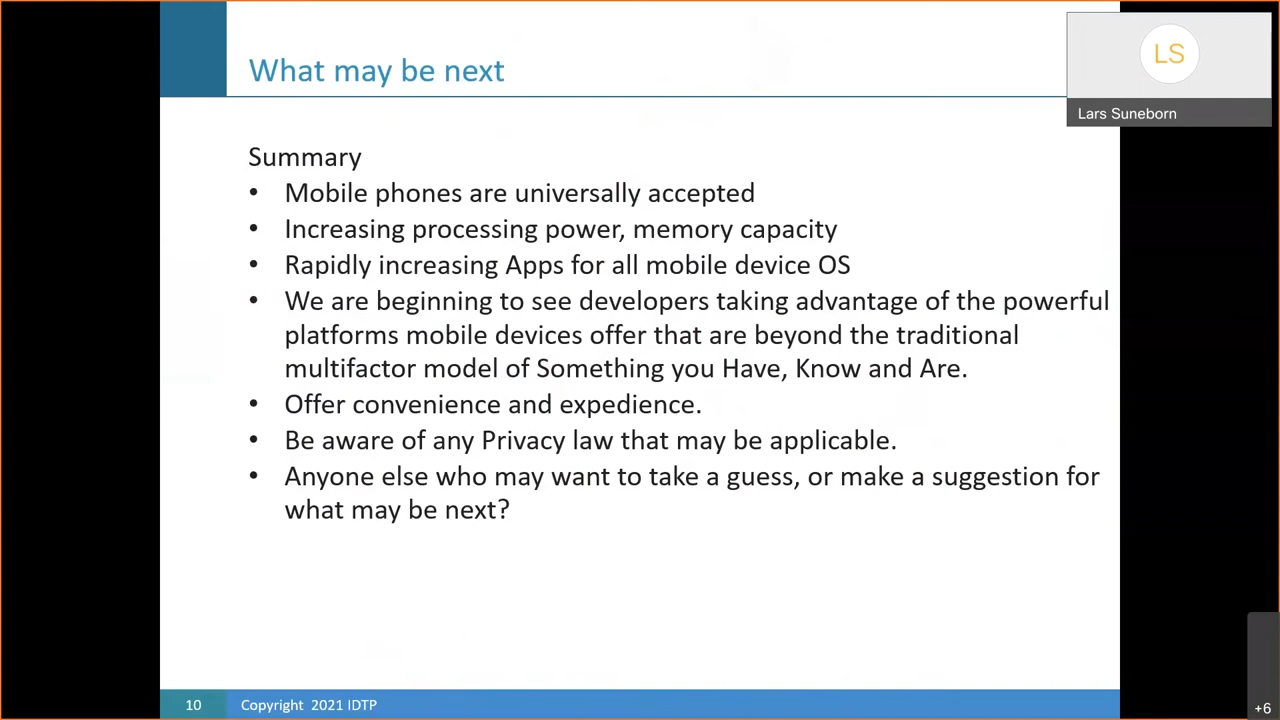 What may be next
LS
Lars Suneborn
Summary
• Mobile phones are universally accepted
• Increasing processing power, memory capacity
• Rapidly increasing Apps for all mobile device OS
• We are beginning to see developers taking advantage of the powerful
platforms mobile devices offer that are beyond the traditional
multifactor model of Something you Have, Know and Are.
• Offer convenience and expedience.
• Be aware of any Privacy law that may be applicable.
• Anyone else who may want to take a guess, or make a suggestion for
what may be next?
10
Copyright 2021 IDTP
+6